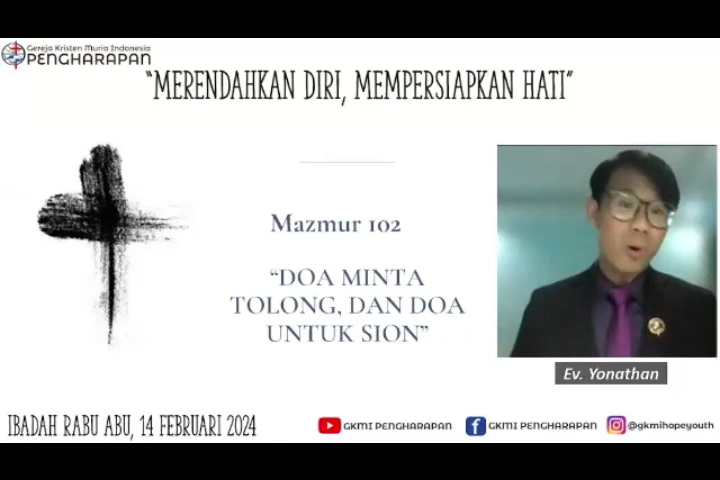 Gereja Kristen Muria Indonesia
PENGHARAPAN
"MERENDAHKAN DIRI, MEMPERSIAPKAN HATI"
Mazmur 102
“DOA MINTA
TOLONG, DAN DOA
UNTUK SION”
Ev. Yonathan
IBADAH RABU ABU, 14 FEBRUARI 2024
GKMI PENGHARAPAN
GKMI PENGHARAPAN
@gkmihopeyouth